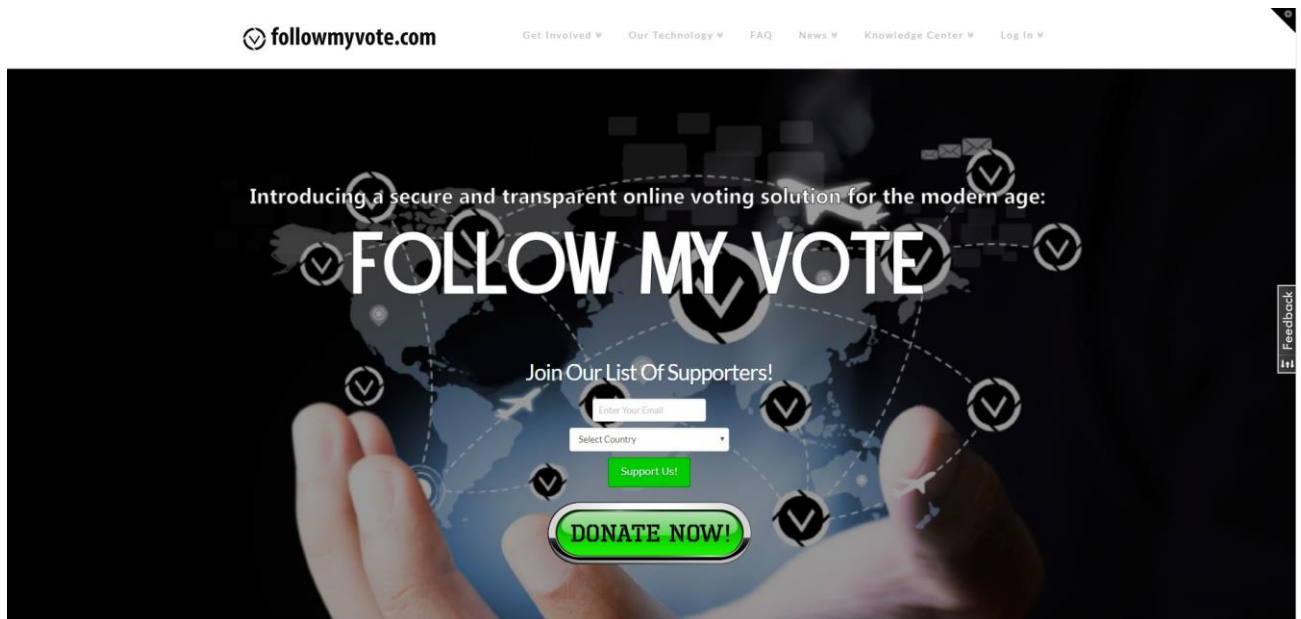 followmyvote.com
Get Involved Our Technology FAQ News Knowledge Center Log In
Introducing a secure and transparent online voting solution for the modern age:
FOLLOW MY VOTE
Feedback
Join Our List Of Supporters!
Enter Your Email
Select Country
Support Us!
DONATE NOW!